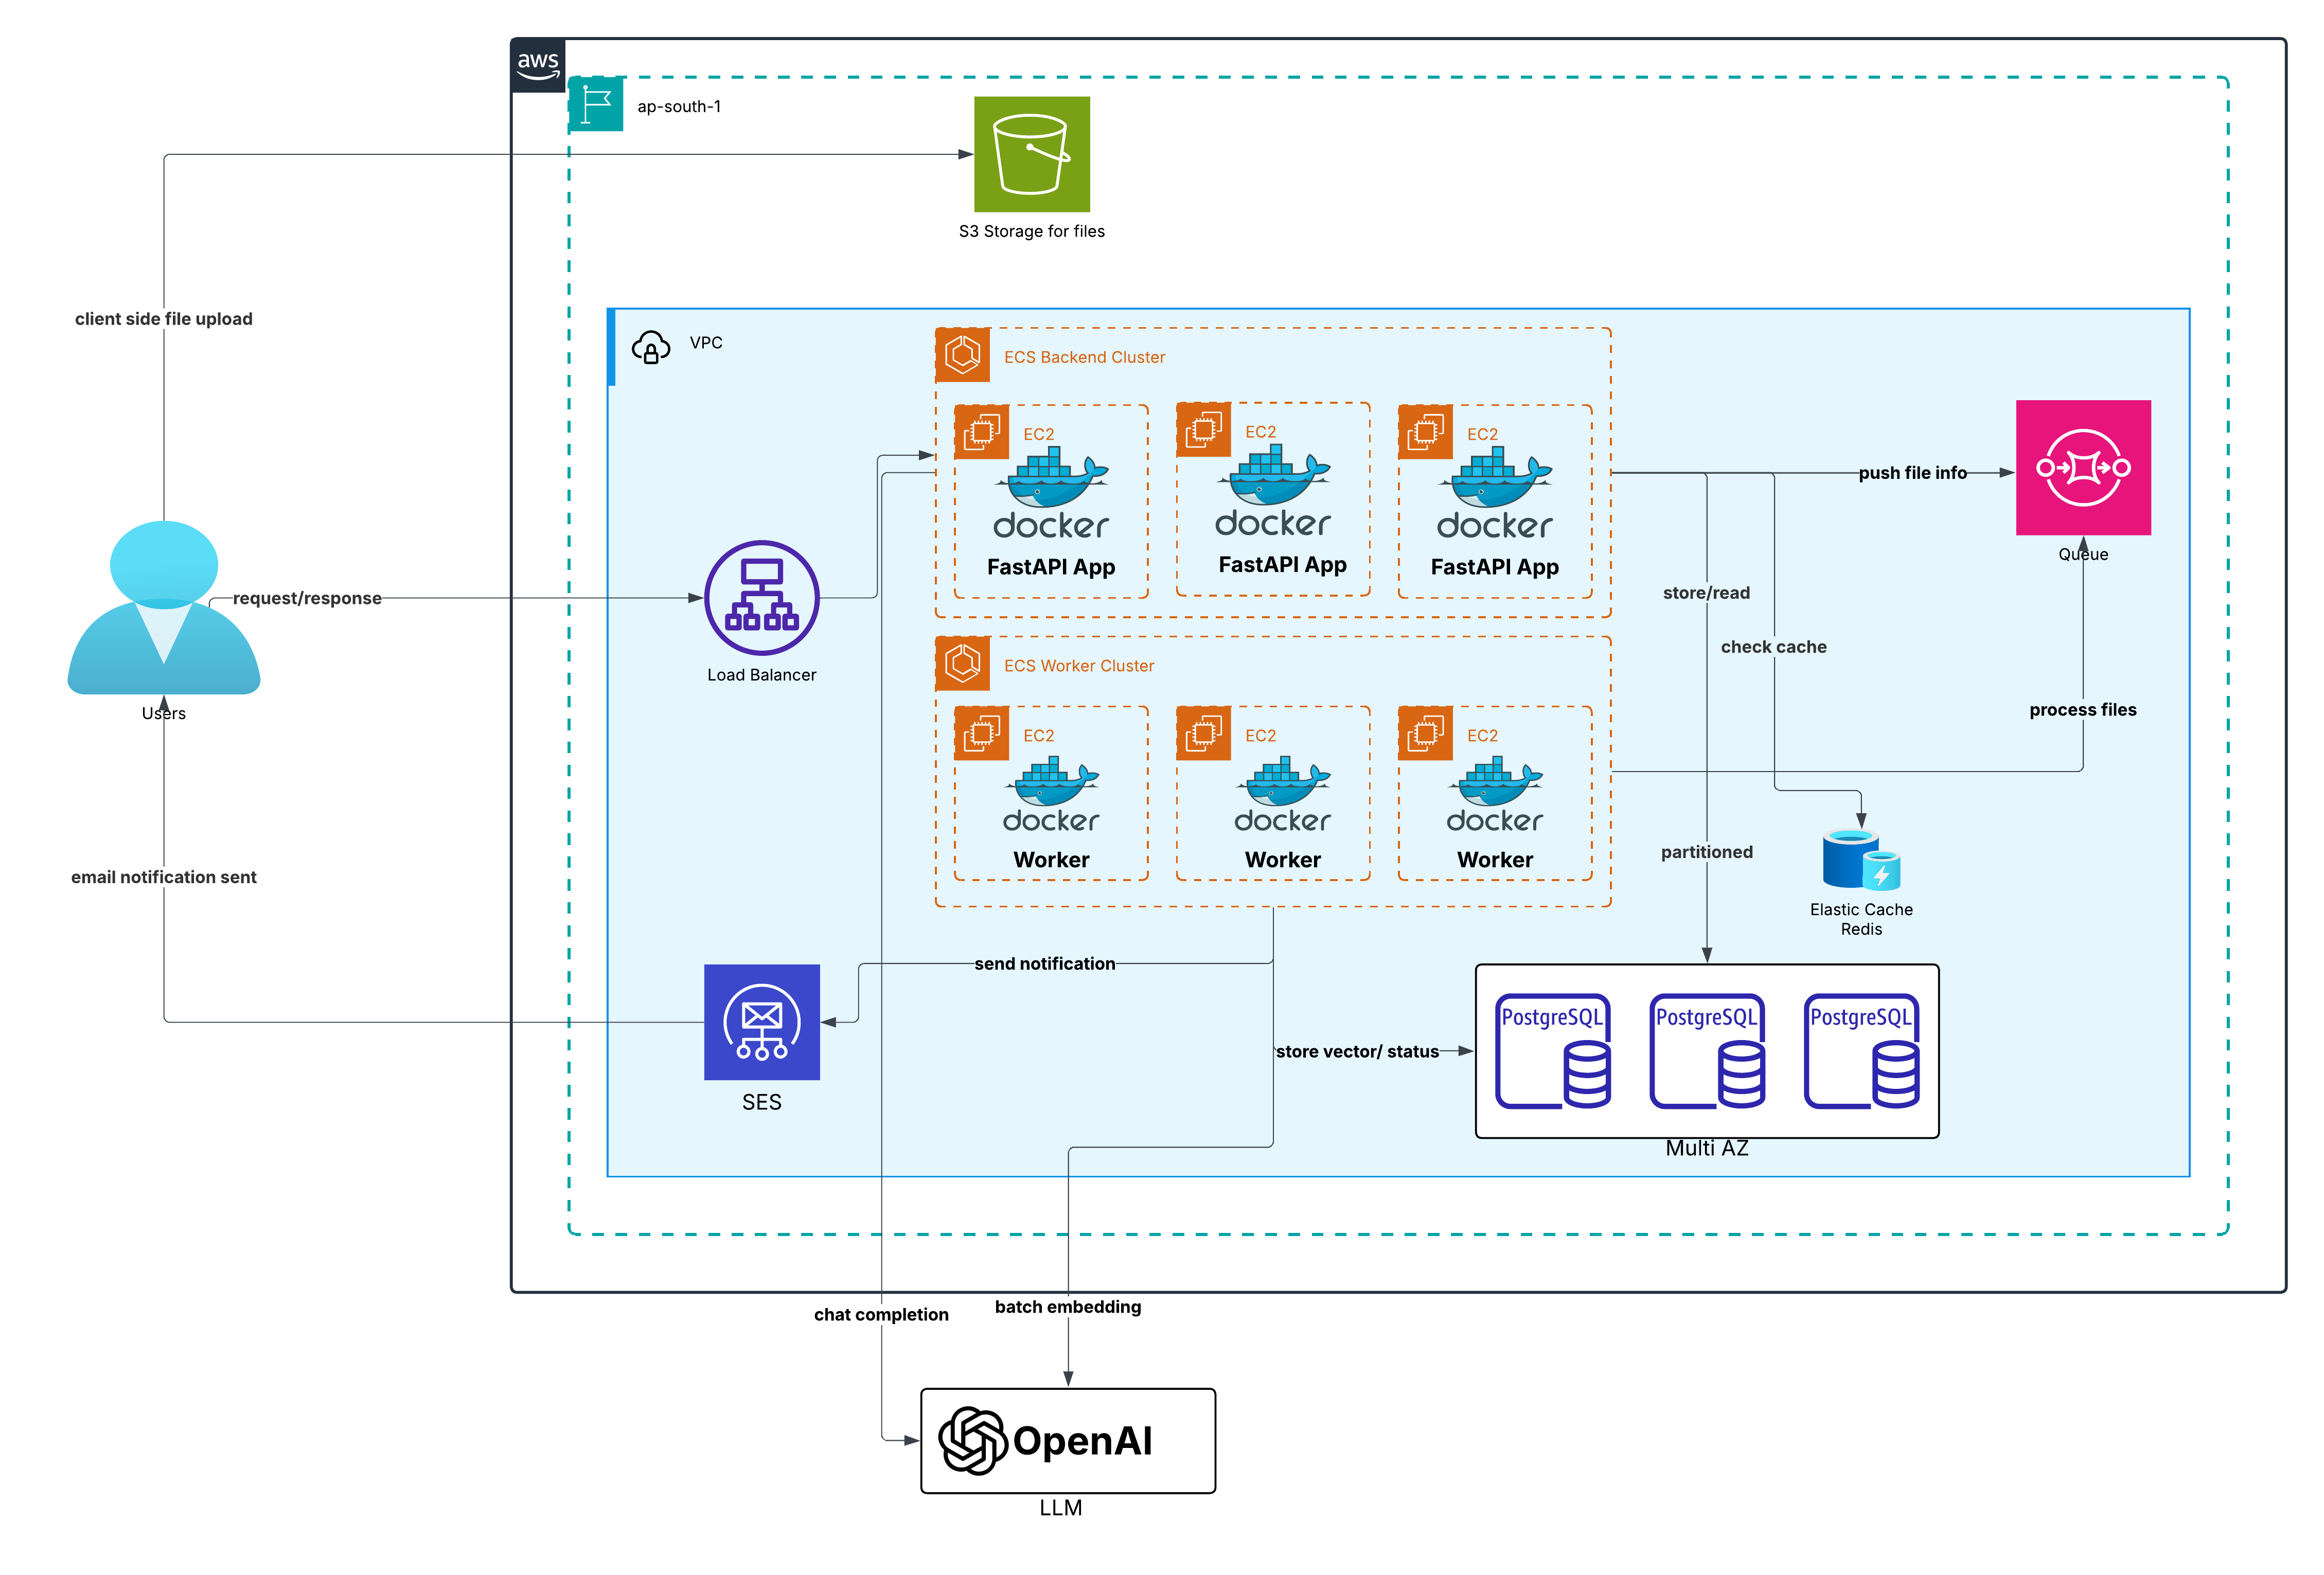 aws
ap-south-1
S3 Storage for files
client side file upload
VPC
ECS Backend Cluster
EC2
EC2
EC2
docker
docker
docker
FastAPI App
FastAPI App
FastAPI App
push file info
Queue
request/response
Load Balancer
Users
store/read
check cache
ECS Worker Cluster
EC2
EC2
EC2
docker
docker
docker
Worker
Worker
Worker
process files
partitioned
email notification sent
Elastic Cache
Redis
send notification
SES
store vector/ status
PostgreSQL
PostgreSQL
PostgreSQL
Multi AZ
chat completion
batch embedding
OpenAI
LLM